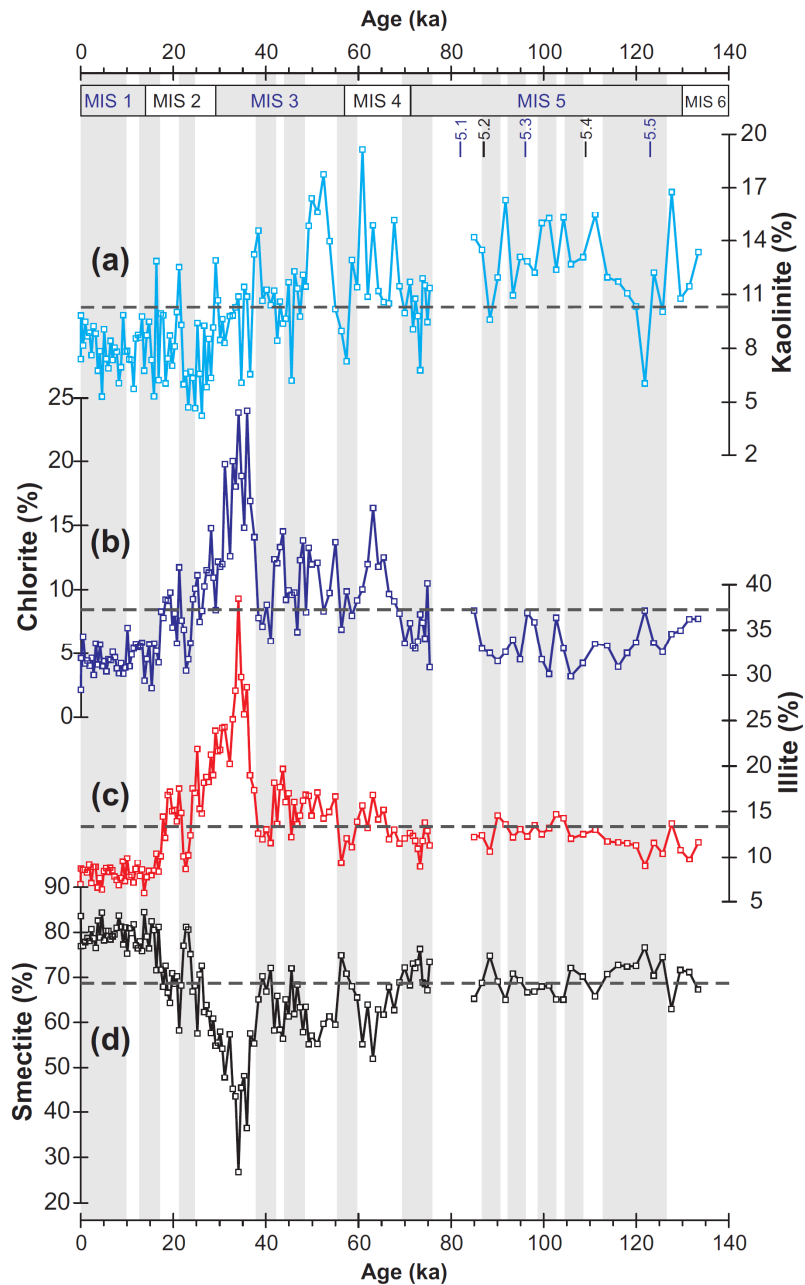 Age (ka)
0 20 40 60 80 100 120 140
MIS 1 MIS 2 MIS 3 MIS 4 MIS 5 MIS 6
5.1 5.2 5.3 5.4 5.5
20
17
14
11
8
5
2
Kaolinite (%)
(a)
25
20
15
10
5
0
Chlorite (%)
(b)
40
35
30
25
20
15
10
5
Illite (%)
(c)
90
80
70
60
50
40
30
20
Smectite (%)
(d)
0 20 40 60 80 100 120 140
Age (ka)